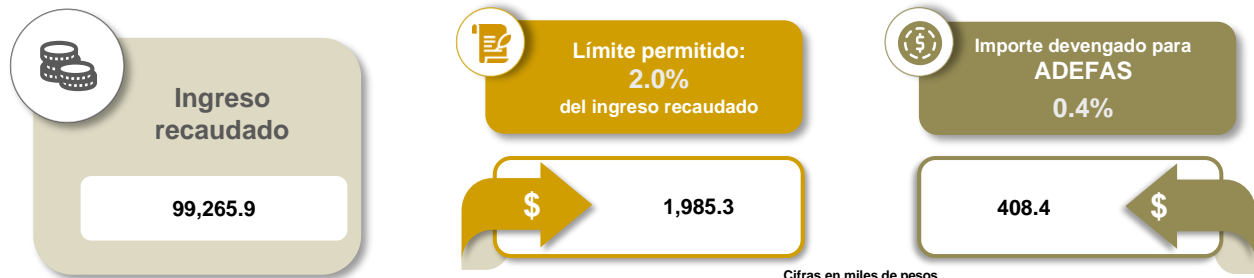 Ingreso
recaudado
99,265.9
Límite permitido:
2.0%
del ingreso recaudado
$ 1,985.3
Importe devengado para
ADEFAS
0.4%
408.4 $
Cifras en miles de pesos